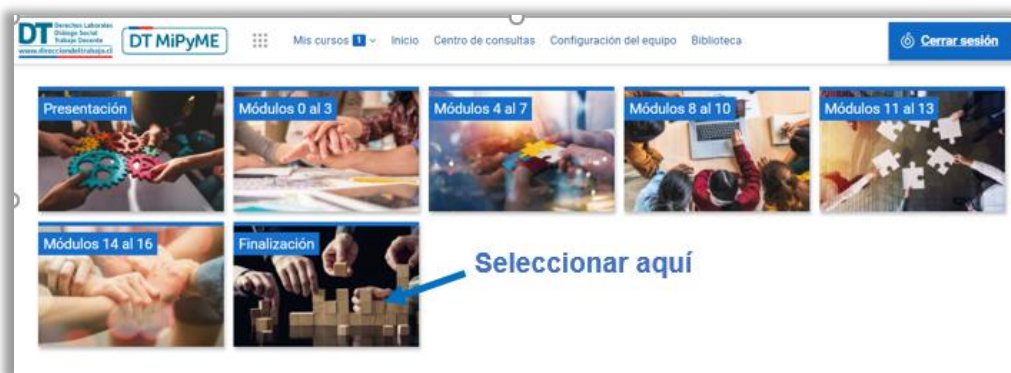 DT
Derechos Laborales
Diálogo Social
Trabajo Decente
www.direcciondeltrabajo.cl
DT MiPyME
Mis cursos 1
Inicio
Centro de consultas
Configuración del equipo
Biblioteca
Cerrar sesión
Presentación
Módulos 0 al 3
Módulos 4 al 7
Módulos 8 al 10
Módulos 11 al 13
Módulos 14 al 16
Finalización
Seleccionar aquí